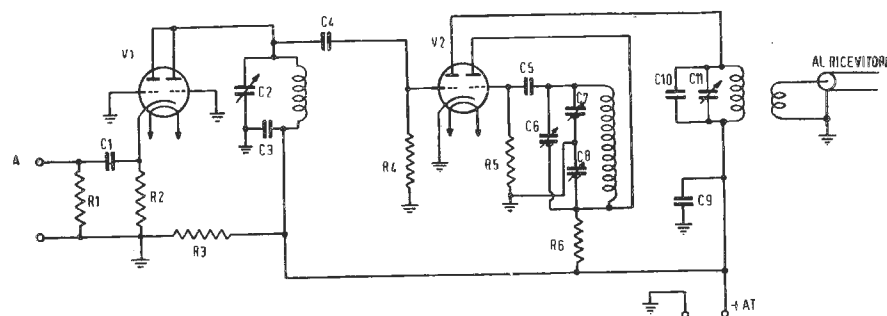 V1
C4
V2
C2
C3
A
C1
R1
R2
R3
R4
R5
C5
C6
C7
C8
R6
C10
C11
C9
AL RICEVITORE
+AT